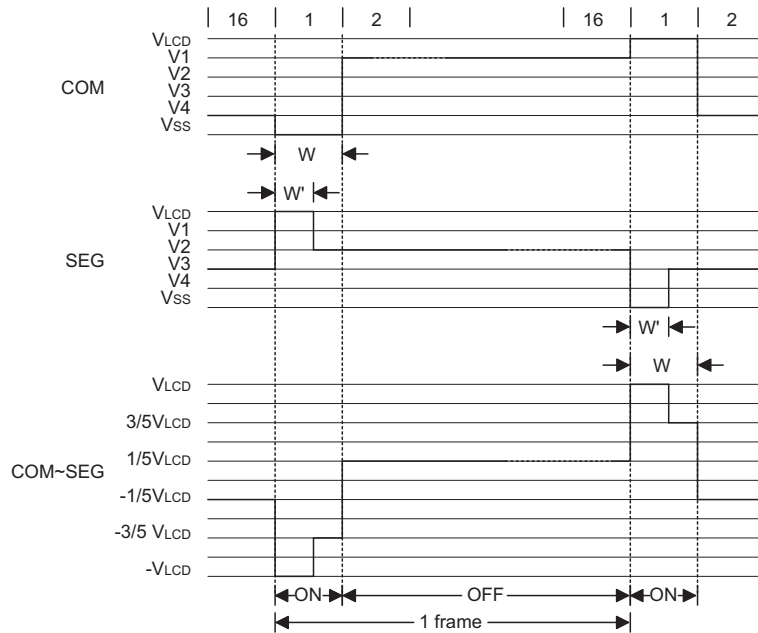 16 1 2 16 1 2
VLCD
V1
V2
COM V3
V4
VSS
W
W'
VLCD
V1
V2
SEG V3
V4
VSS
W'
W
VLCD
3/5VLCD
1/5VLCD
COM~SEG
-1/5VLCD
-3/5 VLCD
-VLCD
ON OFF ON
1 frame